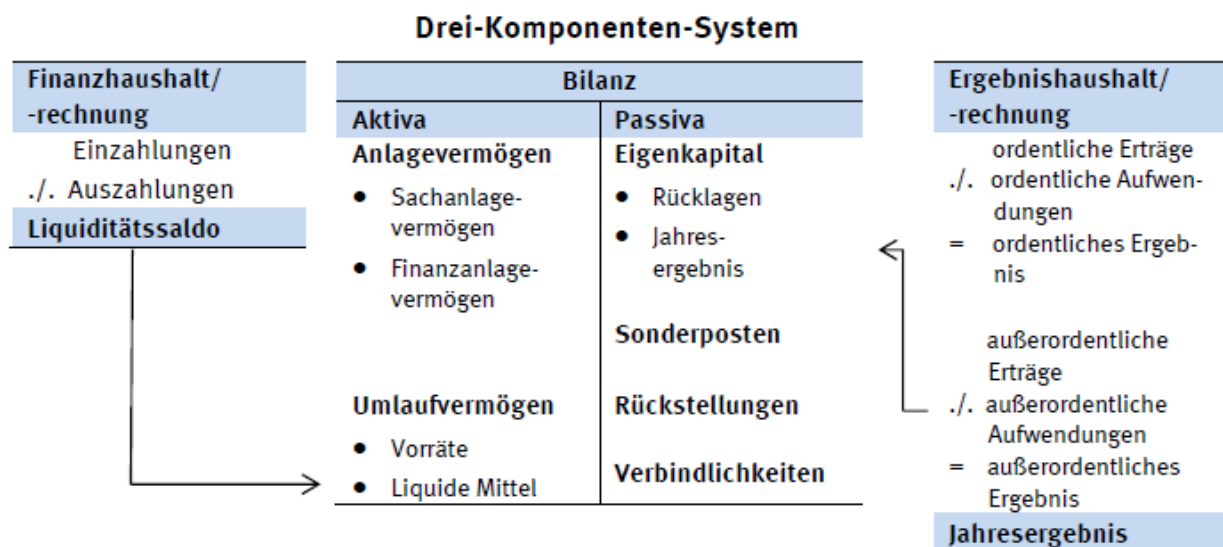 Drei-Komponenten-System
Finanzhaushalt/
-rechnung
Einzahlungen
./. Auszahlungen
Liquiditätssaldo
Bilanz
Aktiva
Anlagevermögen
• Sachanlage-
vermögen
• Finanzanlage-
vermögen
Umlaufvermögen
• Vorräte
• Liquide Mittel
Passiva
Eigenkapital
• Rücklagen
• Jahres-
ergebnis
Sonderposten
Rückstellungen
Verbindlichkeiten
Ergebnishaushalt/
-rechnung
ordentliche Erträge
./. ordentliche Aufwen-
dungen
= ordentliches Ergeb-
nis
außerordentliche
Erträge
./. außerordentliche
Aufwendungen
= außerordentliches
Ergebnis
Jahresergebnis